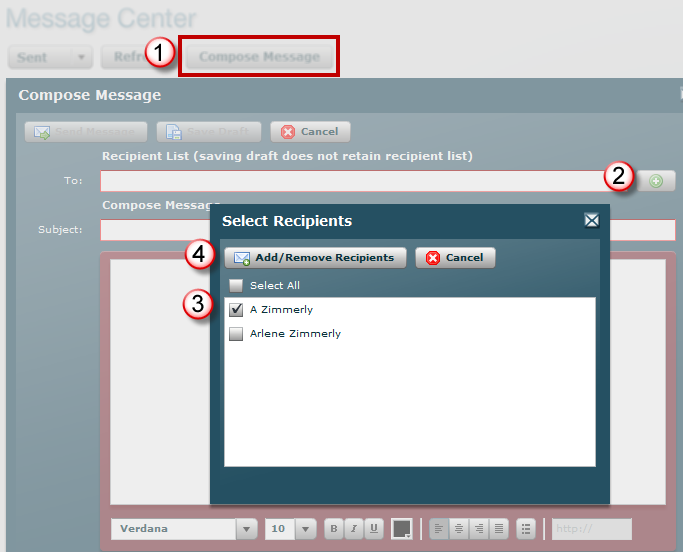 Message Center
Sent Refre 1 Compose Message
Compose Message
Send Message Save Draft Cancel
Recipient List (saving draft does not retain recipient list)
To: 2
Compose Message
Subject:
Select Recipients
4 Add/Remove Recipients Cancel
Select All
3 A Zimmerly
Arlene Zimmerly
Verdana 10 B I U http://